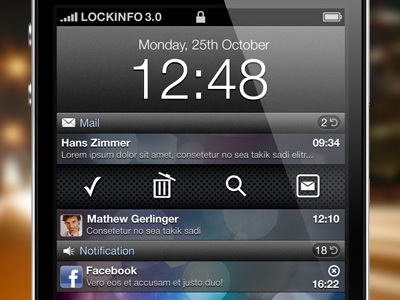 LOCKINFO 3.0
Monday, 25th October
12:48
Mail 2
Hans Zimmer 09:34
Lorem ipsum dolor sit amet, consetetur no sea takik sadi elitr...
Mathew Gerlinger 12:10
Consetetur no sea takik sadi
Notification 18
Facebook
Vero eos et accusam et justo duo! 16:22